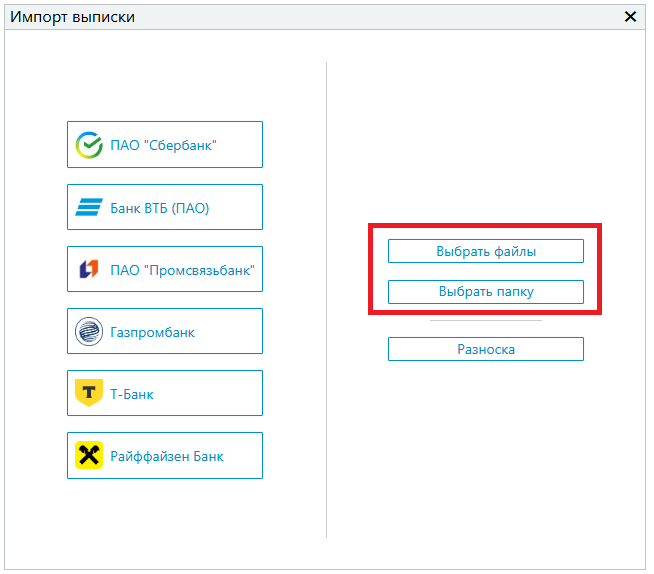 Импорт выписки
ПАО "Сбербанк"
Банк ВТБ (ПАО)
ПАО "Промсвязьбанк"
Газпромбанк
Т
Т-Банк
Райффайзен Банк
Выбрать файлы
Выбрать папку
Разноска